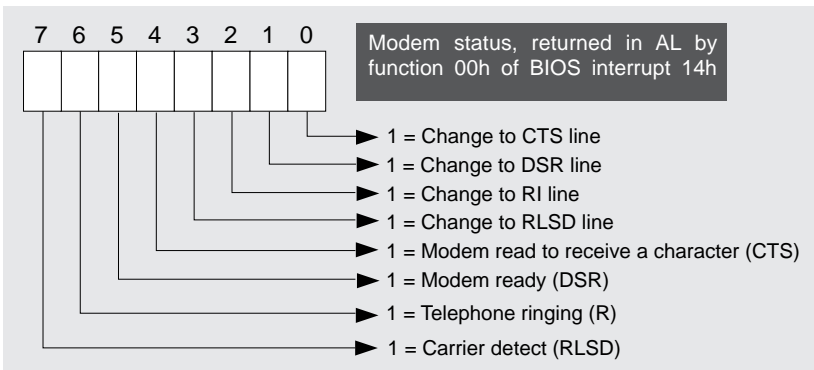 7 6 5 4 3 2 1 0
Modem status, returned in AL by
function 00h of BIOS interrupt 14h
1 = Change to CTS line
1 = Change to DSR line
1 = Change to RI line
1 = Change to RLSD line
1 = Modem read to receive a character (CTS)
1 = Modem ready (DSR)
1 = Telephone ringing (R)
1 = Carrier detect (RLSD)